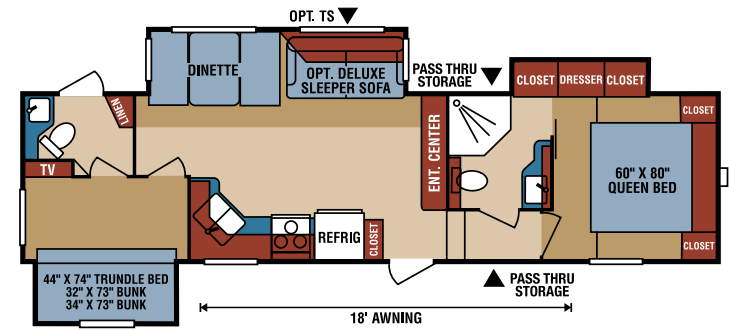 OPT. TS
DINETTE
OPT. DELUXE
SLEEPER SOFA
PASS THRU
STORAGE
CLOSET
DRESSER
CLOSET
LINEN
CLOSET
ENT. CENTER
TV
60" X 80"
QUEEN BED
REFRIG
CLOSET
CLOSET
44" X 74" TRUNDLE BED
32" X 73" BUNK
34" X 73" BUNK
PASS THRU
STORAGE
18' AWNING